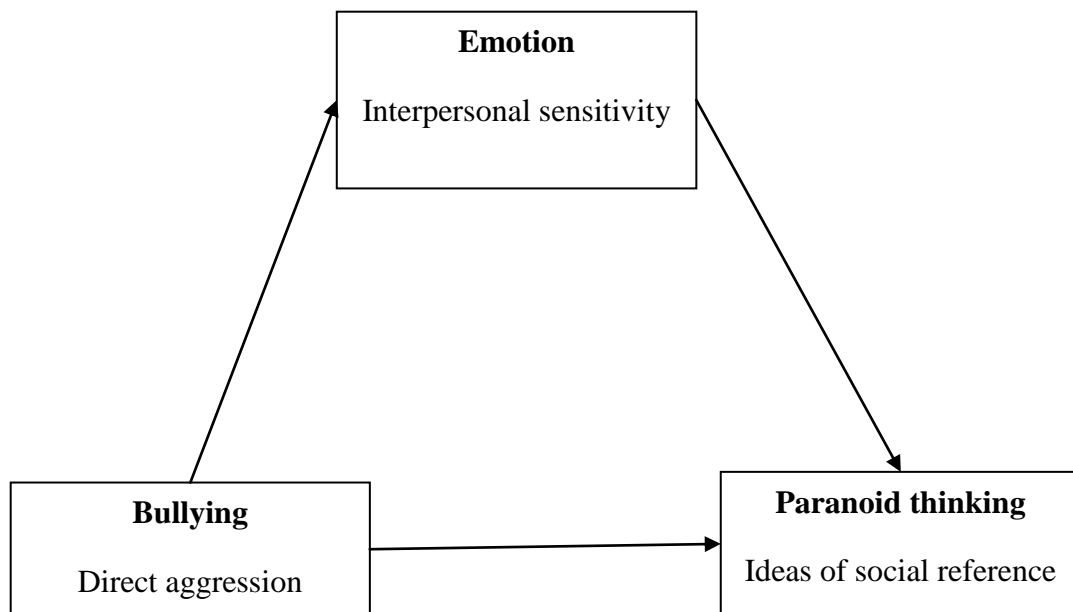 Emotion
Interpersonal sensitivity
Bullying
Direct aggression
Paranoid thinking
Ideas of social reference